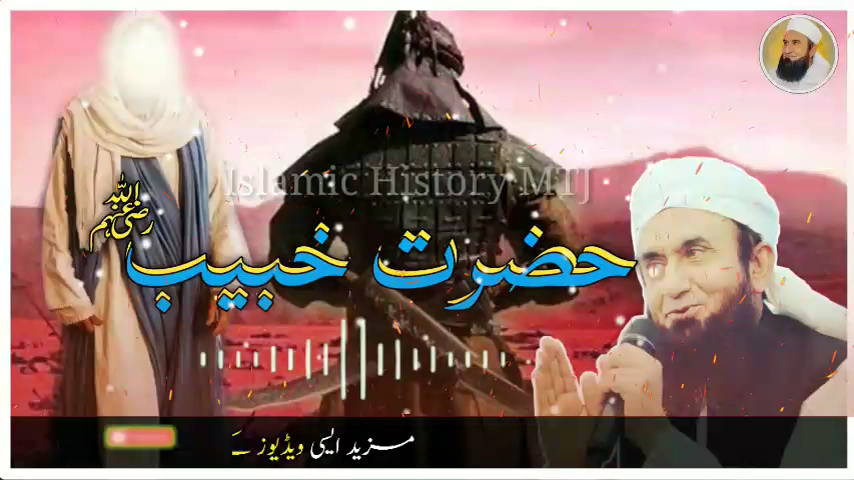 Islamic History MTJ
حضرت خبیب رضی اللہ عنہم
مزید ایسی ویڈیوز